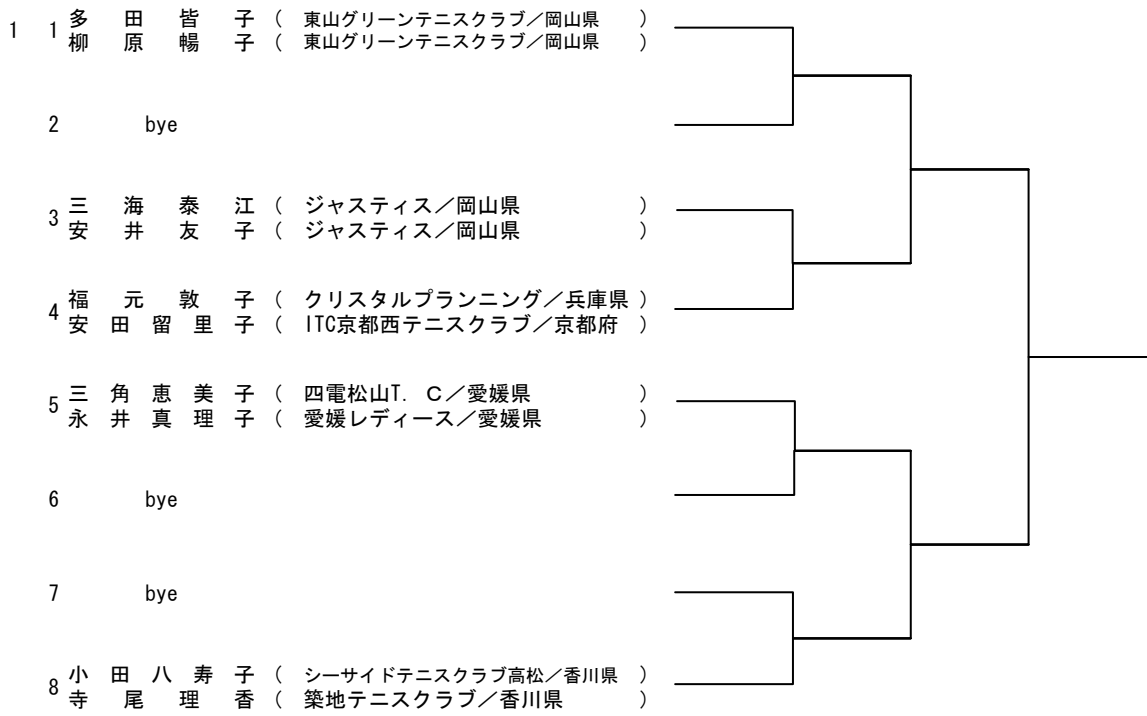 1 1 多田皆子 ( 東山グリーンテニスクラブ／岡山県 )
柳原暢子 ( 東山グリーンテニスクラブ／岡山県 )
2 bye
3 三海泰江 ( ジャスティス／岡山県 )
安井友子 ( ジャスティス／岡山県 )
4 福元敦子 ( クリスタルプランニング／兵庫県 )
安田留里子 ( ITC京都西テニスクラブ／京都府 )
5 三角恵美子 ( 四電松山T. Ｃ／愛媛県 )
永井真理子 ( 愛媛レディース／愛媛県 )
6 bye
7 bye
8 小田八寿子 ( シーサイドテニスクラブ高松／香川県 )
寺尾理香 ( 築地テニスクラブ／香川県 )